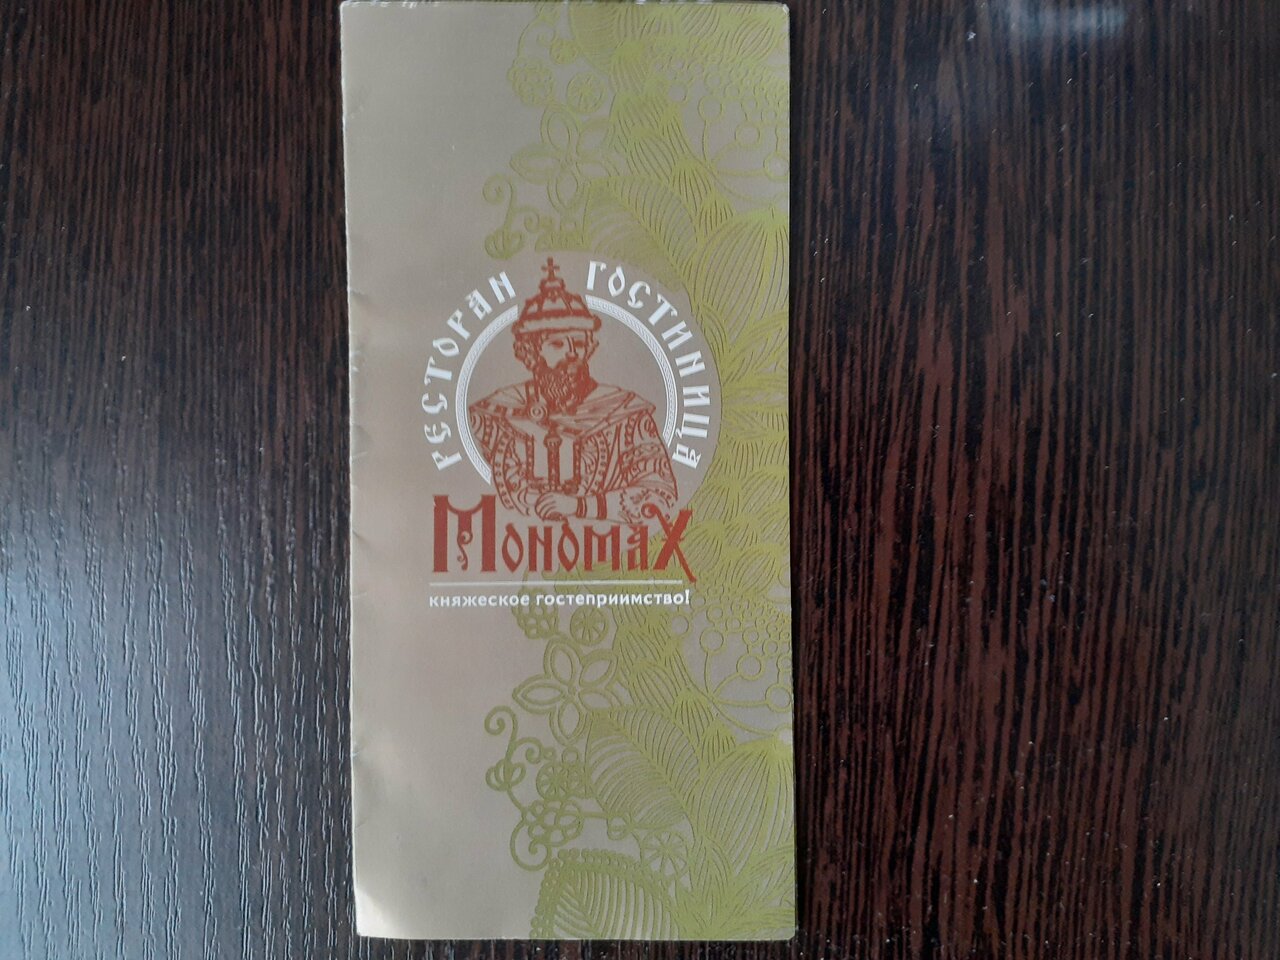 РЕСТОРАН ГОСТИНИЦА
МОНОМАХ
княжеское гостеприимство!